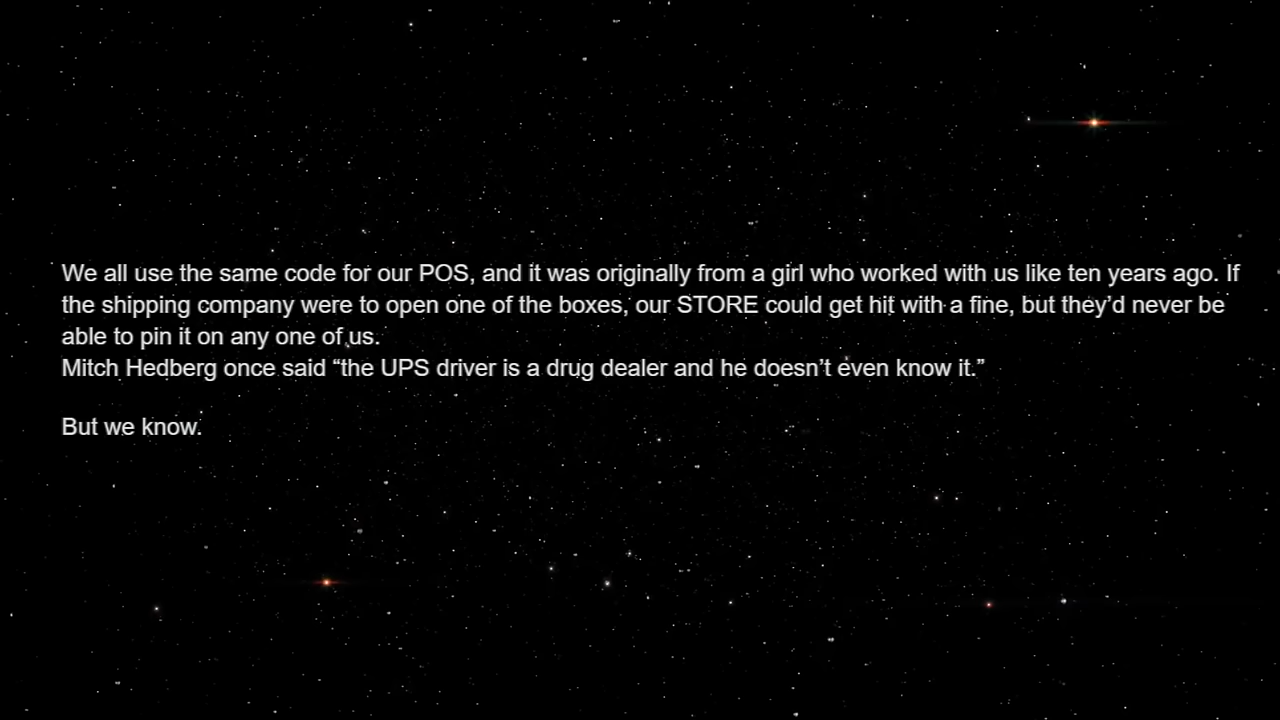 We all use the same code for our POS, and it was originally from a girl who worked with us like ten years ago. If
the shipping company were to open one of the boxes, our STORE could get hit with a fine, but they’d never be
able to pin it on any one of us.
Mitch Hedberg once said “the UPS driver is a drug dealer and he doesn’t even know it.”
But we know.